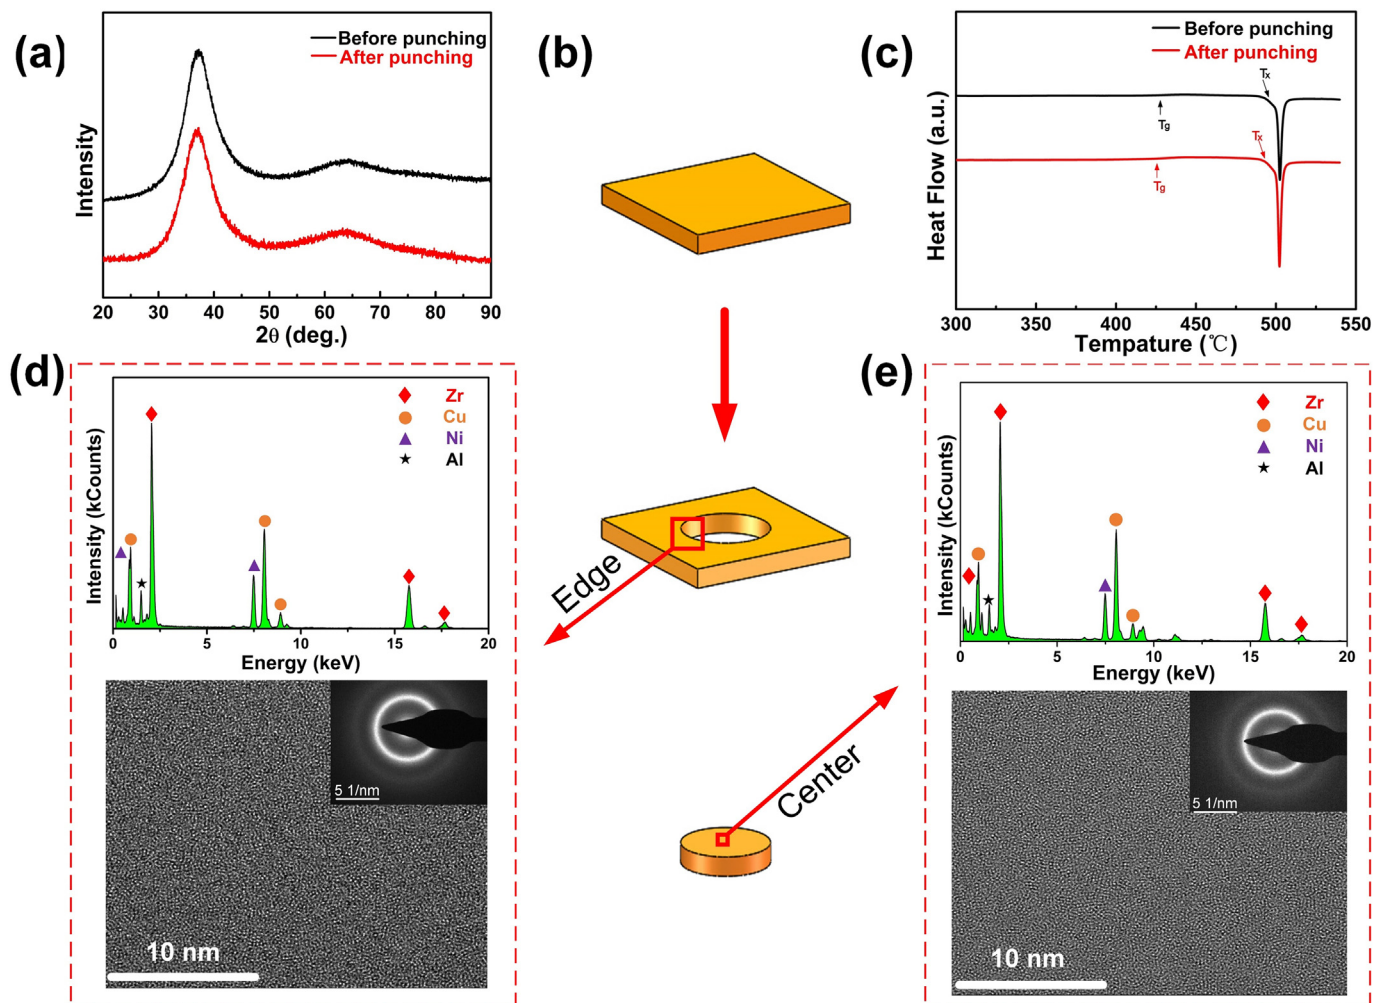 (a)
Before punching
After punching
Intensity
20 30 40 50 60 70 80 90
2θ (deg.)
(b)
Edge
Center
(c)
Before punching
After punching
Heat Flow (a.u.)
Tx
Tg
Tx
Tg
300 350 400 450 500 550
Tempature (℃)
(d)
Zr
Cu
Ni
Al
Intensity (kCounts)
0 5 10 15 20
Energy (keV)
5 1/nm
10 nm
(e)
Zr
Cu
Ni
Al
Intensity (kCounts)
0 5 10 15 20
Energy (keV)
5 1/nm
10 nm